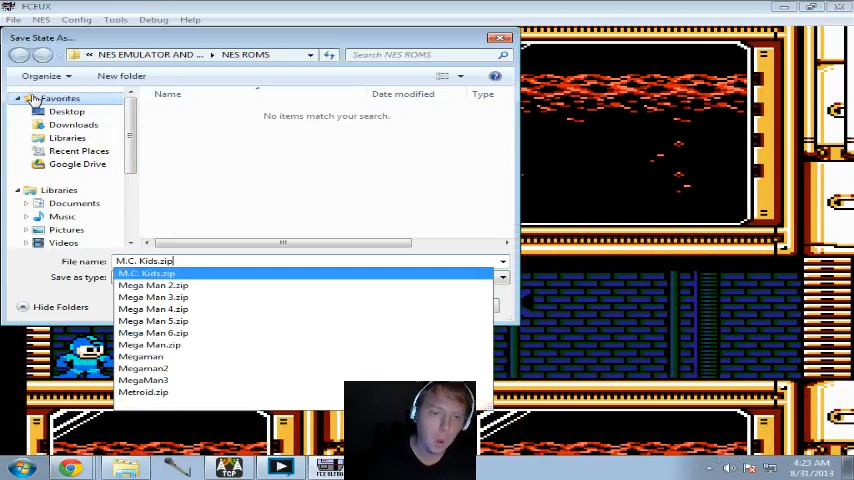 FCEUX
File NES Config Tools Debug Help
Save State As...
« NES EMULATOR AND ... ▸ NES ROMS
Search NES ROMS
Organize
New folder
Name
Date modified
Type
No items match your search.
Favorites
Desktop
Downloads
Libraries
Recent Places
Google Drive
Libraries
Documents
Music
Pictures
Videos
File name: M.C. Kids.zip
Save as type:
M.C. Kids.zip
Mega Man 2.zip
Mega Man 3.zip
Mega Man 4.zip
Mega Man 5.zip
Mega Man 6.zip
Mega Man.zip
Megaman
Megaman2
MegaMan3
Metroid.zip
Hide Folders
TCP
4:23 AM
8/31/2013